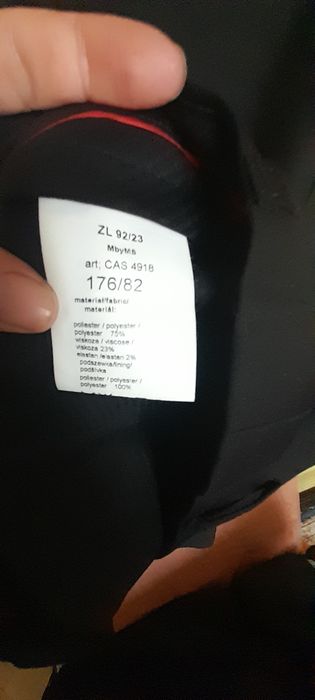 ZL 92/23
MbyM8
art; CAS 4918
176/82
materiał/fabric/
materiál:
poliester / polyester /
polyester 75%
wiskoza / viscose /
viskoza 23%
elastan /elastan 2%
podszewka/lining/
podšívka
poliester / polyester /
polyester 100%